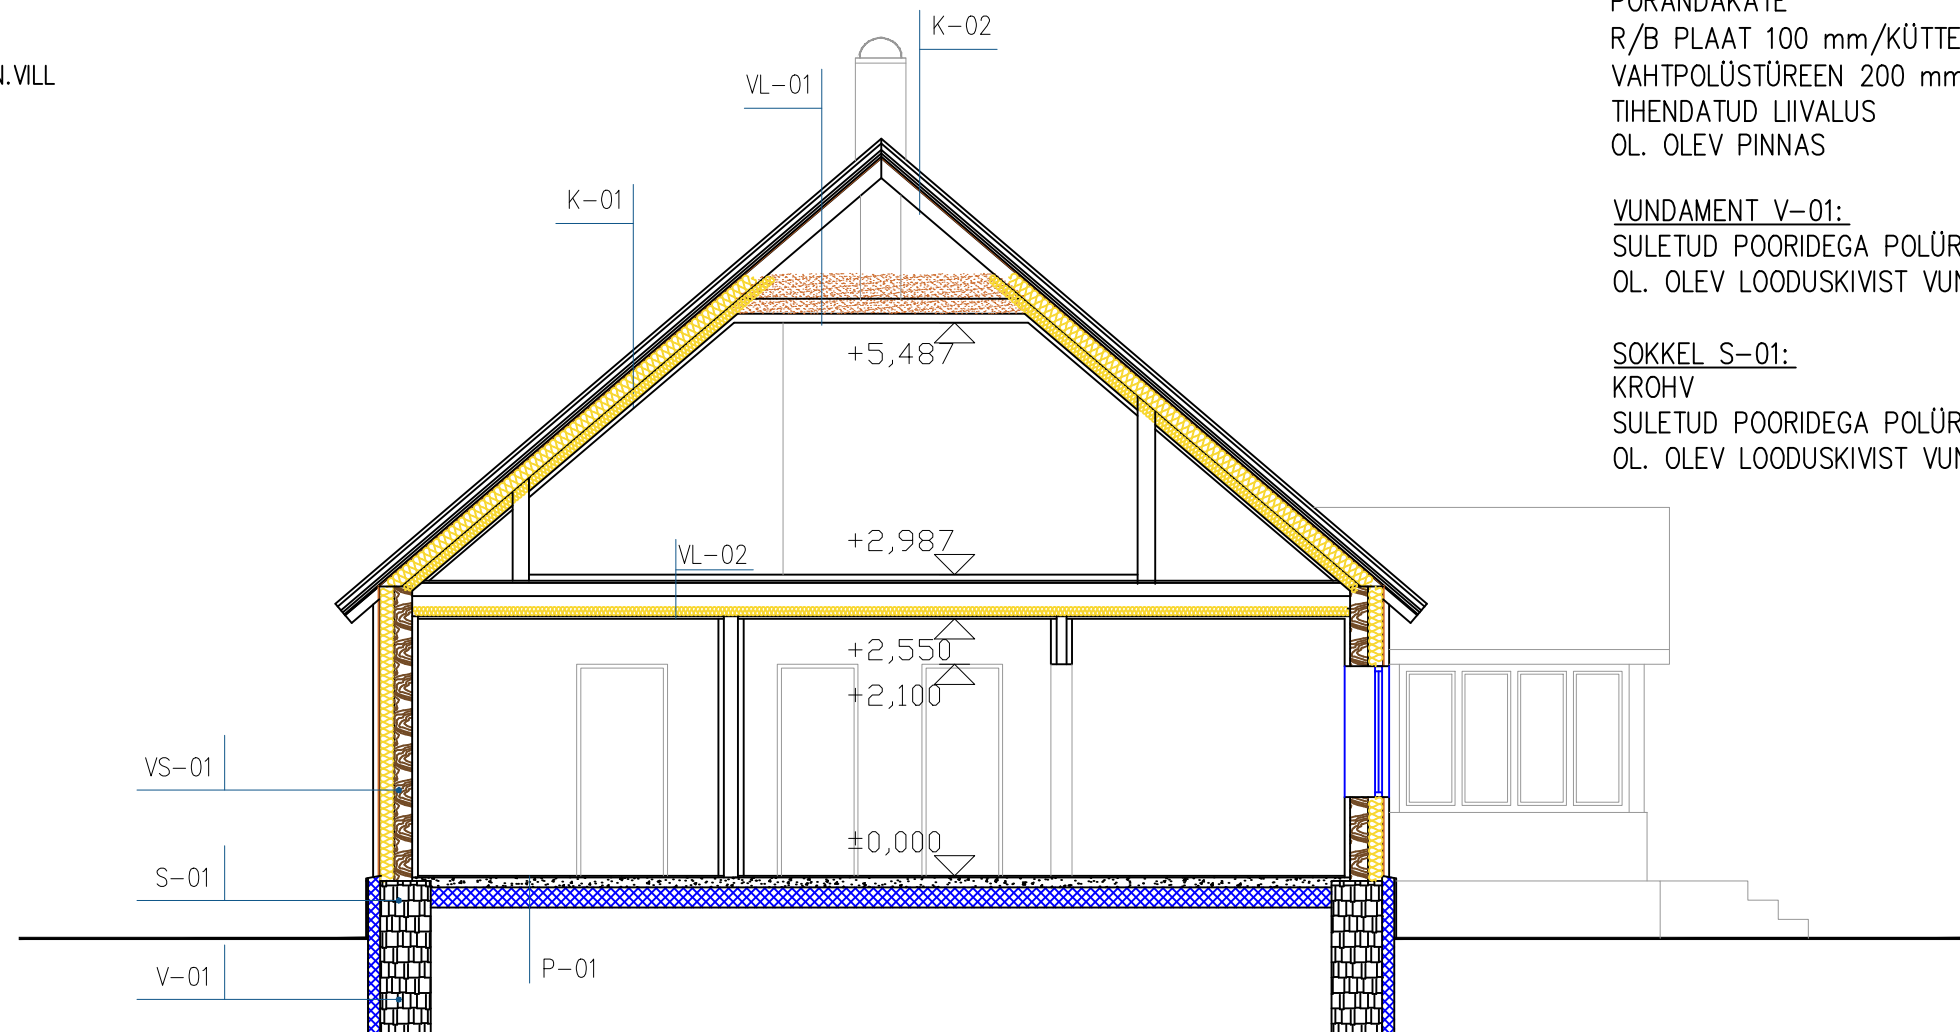 N.VILL
K-02
VL-01
K-01
+5,487
+2,987
VL-02
+2,550
+2,100
VS-01
±0,000
S-01
V-01
P-01
PÕRANDAKATE
R/B PLAAT 100 mm/KÜTTE
VAHTPOLÜSTÜREEN 200 mm
TIHENDATUD LIIVALUS
OL. OLEV PINNAS
VUNDAMENT V-01:
SULETUD POORIDEGA POLÜR
OL. OLEV LOODUSKIVIST VUN
SOKKEL S-01:
KROHV
SULETUD POORIDEGA POLÜR
OL. OLEV LOODUSKIVIST VUN